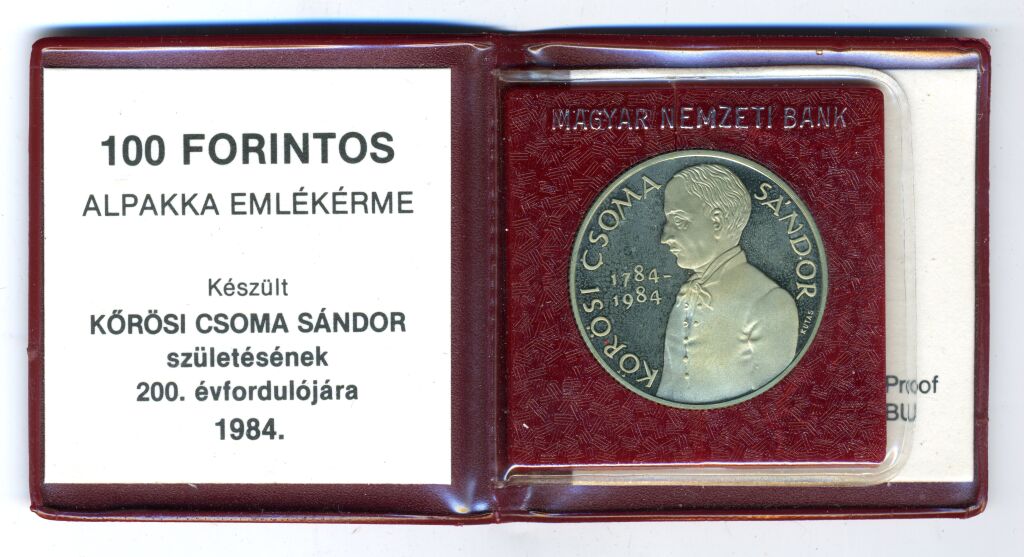 100 FORINTOS
ALPAKKA EMLÉKÉRME
Készült
KŐRÖSI CSOMA SÁNDOR
születésének
200. évfordulójára
1984.
MAGYAR NEMZETI BANK
KŐRÖSI CSOMA SÁNDOR
1784-
1984
KUTAS
Proof
BU